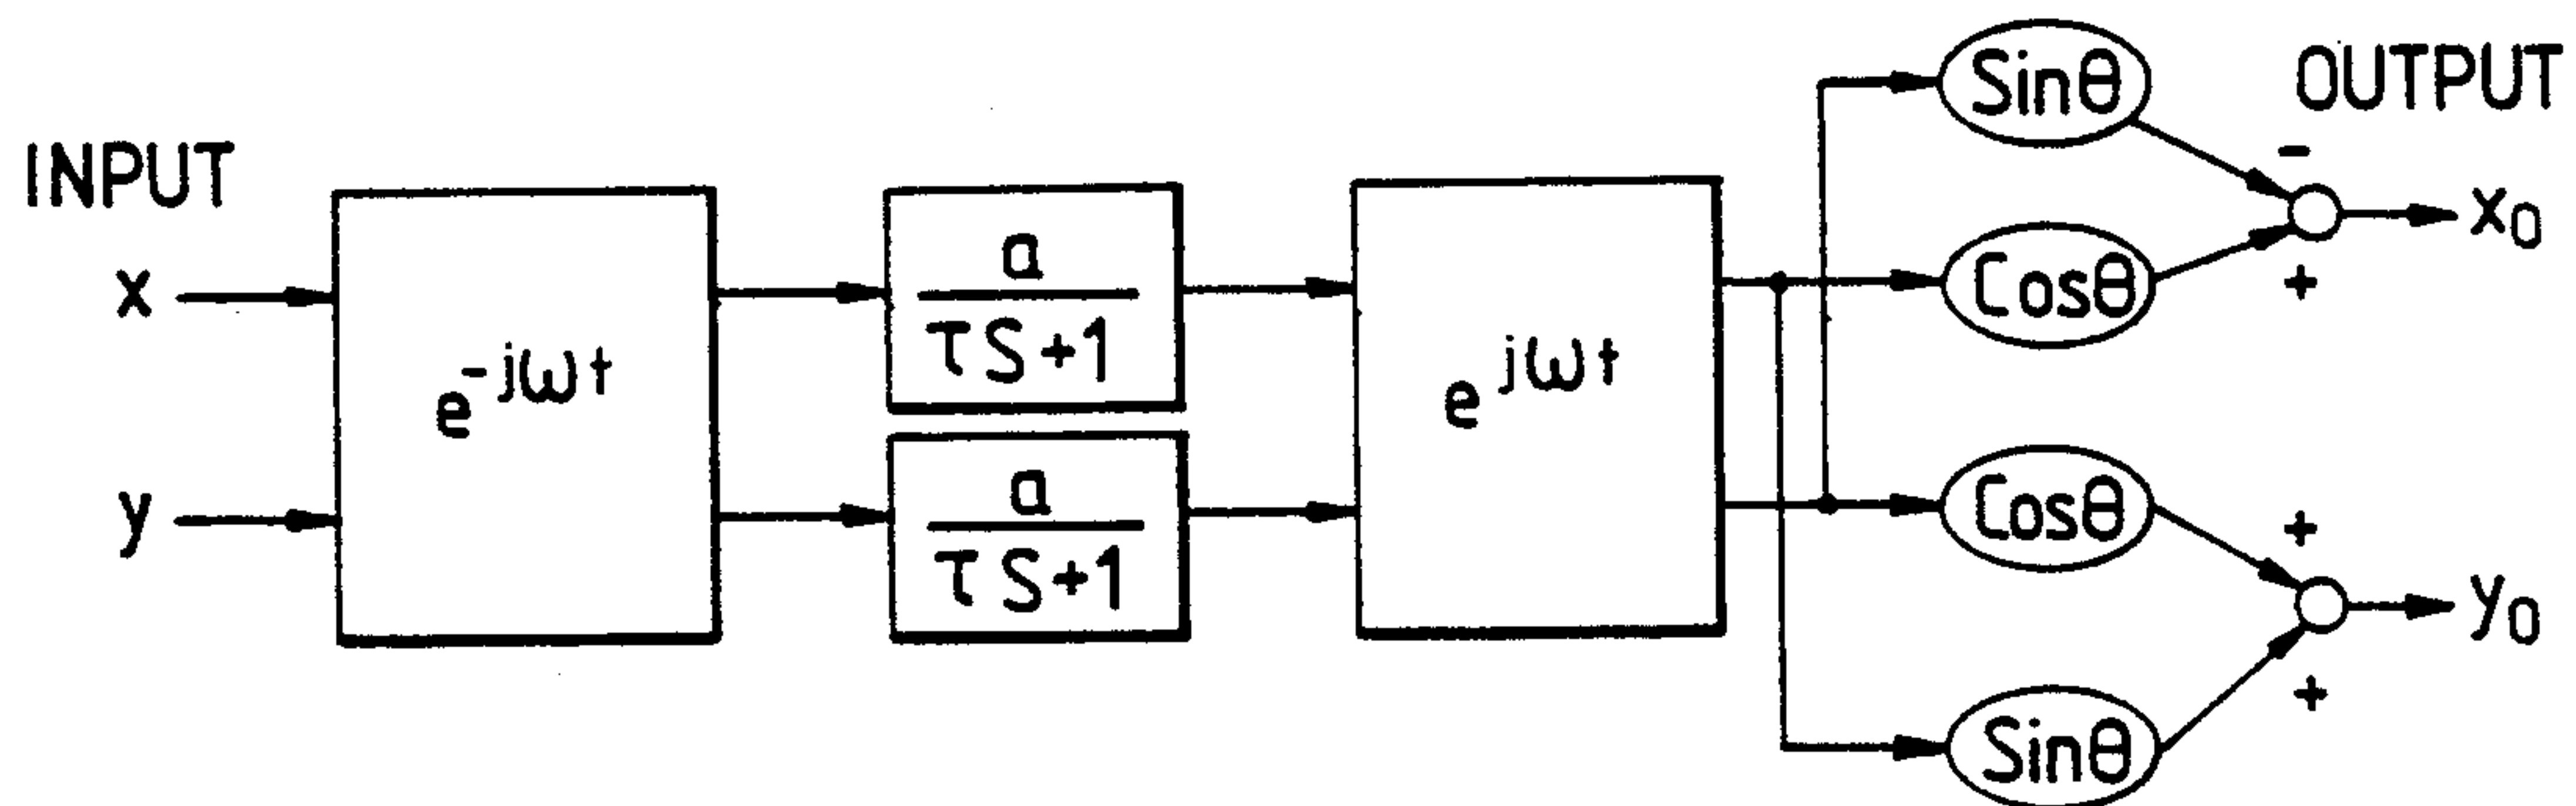 INPUT
x
y
e^{-jωt}
a
τS+1
a
τS+1
e^{jωt}
Sinθ
Cosθ
Cosθ
Sinθ
OUTPUT
-
+
x₀
+
+
y₀